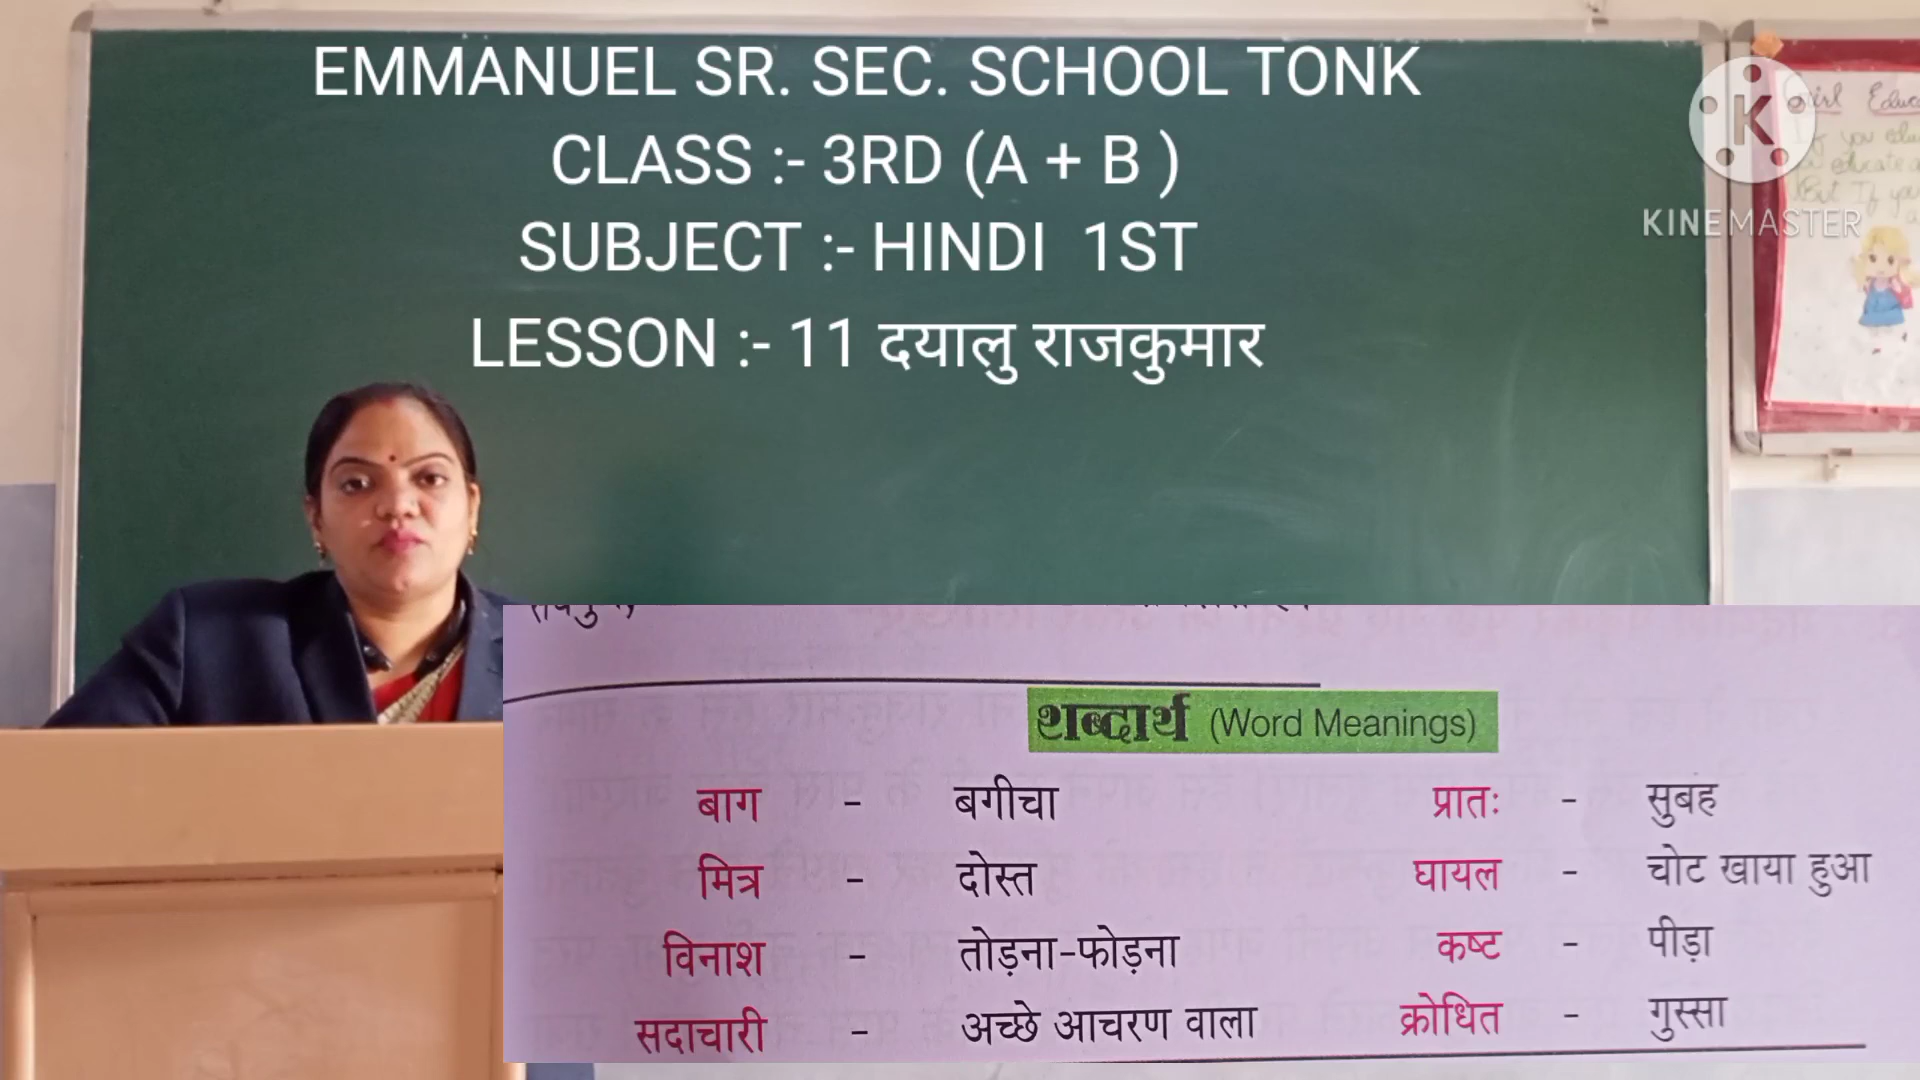 EMMANUEL SR. SEC. SCHOOL TONK
CLASS :- 3RD (A + B )
SUBJECT :- HINDI 1ST
LESSON :- 11 दयालु राजकुमार
KINEMASTER
शब्दार्थ (Word Meanings)
बाग - बगीचा प्रातः - सुबह
मित्र - दोस्त घायल - चोट खाया हुआ
विनाश - तोड़ना-फोड़ना कष्ट - पीड़ा
सदाचारी - अच्छे आचरण वाला क्रोधित - गुस्सा